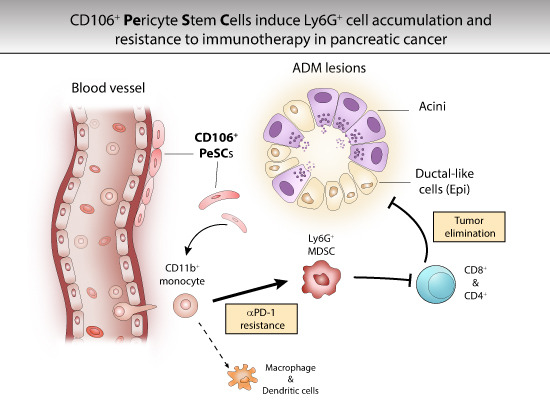 CD106⁺ Pericyte Stem Cells induce Ly6G⁺ cell accumulation and
resistance to immunotherapy in pancreatic cancer
ADM lesions
Blood vessel
Acini
CD106⁺
PeSCs
Ductal-like
cells (Epi)
Tumor
elimination
Ly6G⁺
MDSC
CD11b⁺
monocyte
CD8⁺
&
CD4⁺
αPD-1
resistance
Macrophage
&
Dendritic cells